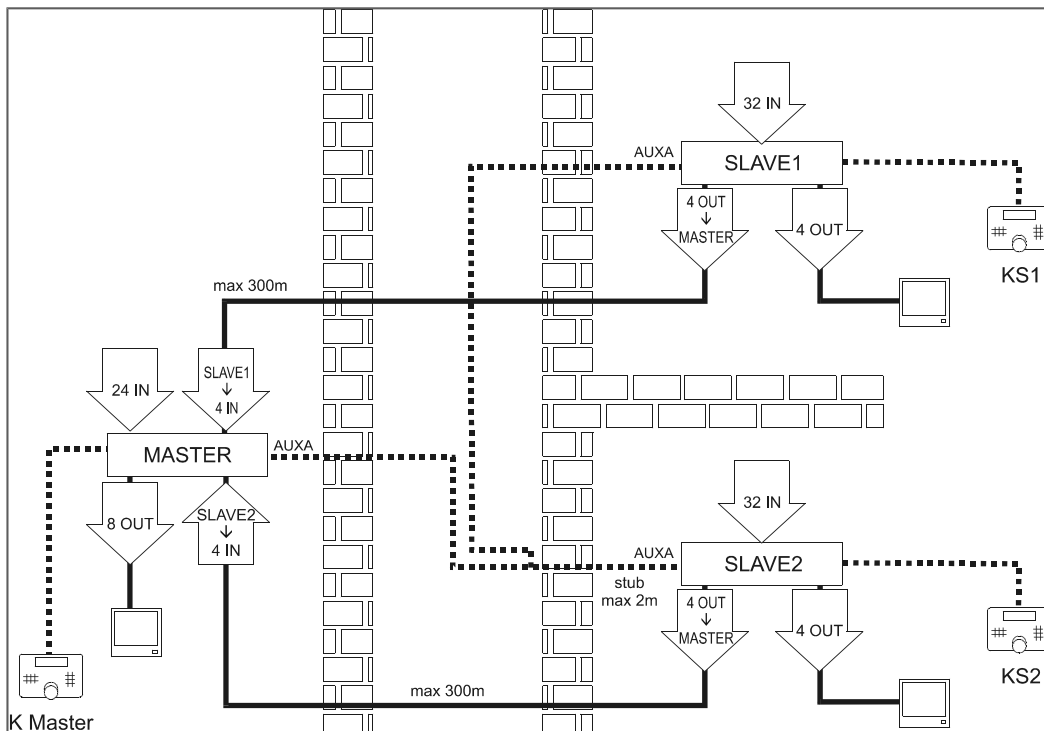 32 IN
AUXA
SLAVE1
4 OUT
MASTER
4 OUT
KS1
max 300m
24 IN
SLAVE1
4 IN
MASTER
AUXA
8 OUT
SLAVE2
4 IN
K Master
32 IN
AUXA
SLAVE2
stub
max 2m
4 OUT
MASTER
4 OUT
KS2
max 300m